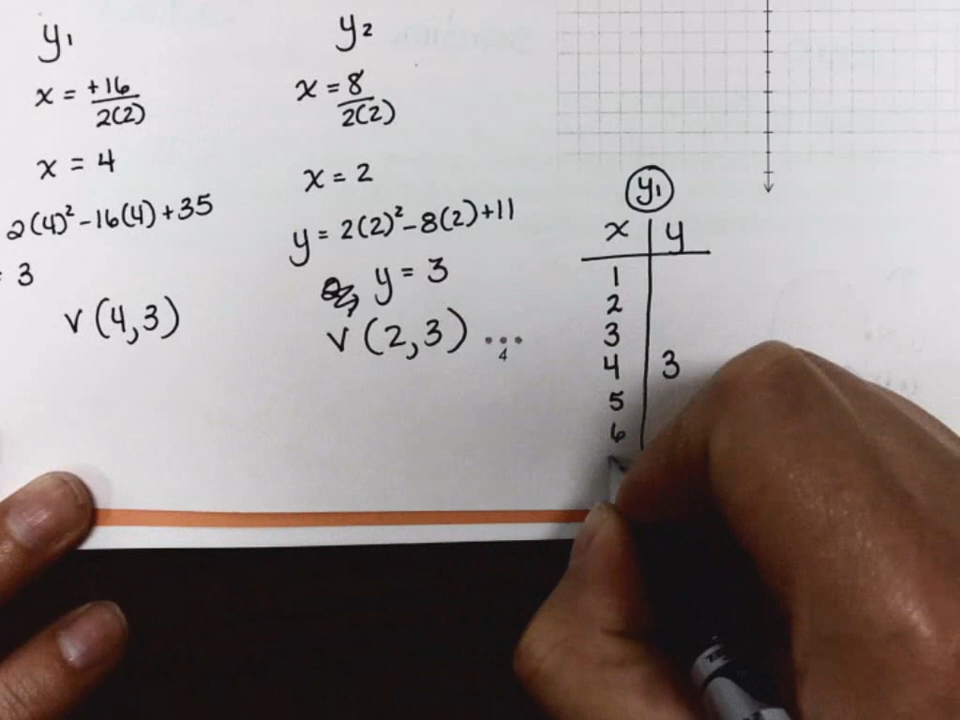 y₁
x = +16/2(2)
x = 4
2(4)² - 16(4) + 35
= 3
v (4,3)
y₂
x = 8/2(2)
x = 2
y = 2(2)² - 8(2) + 11
y = 3
v (2,3)
4
y₁
x | y
1
2
3
4 | 3
5
6